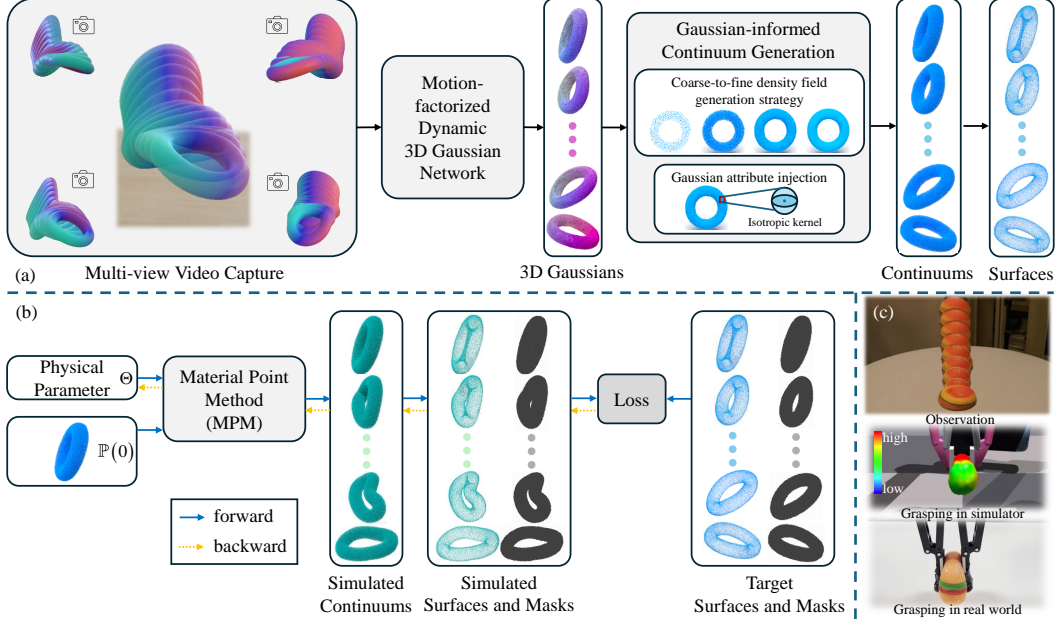 Multi-view Video Capture
(a)
Motion-
factorized
Dynamic
3D Gaussian
Network
3D Gaussians
Gaussian-informed
Continuum Generation
Coarse-to-fine density field
generation strategy
Gaussian attribute injection
Isotropic kernel
Continuums
Surfaces
(b)
Physical
Parameter
Θ
ℙ(0)
Material Point
Method
(MPM)
forward
backward
Simulated
Continuums
Simulated
Surfaces and Masks
Loss
Target
Surfaces and Masks
(c)
Observation
high
low
Grasping in simulator
Grasping in real world